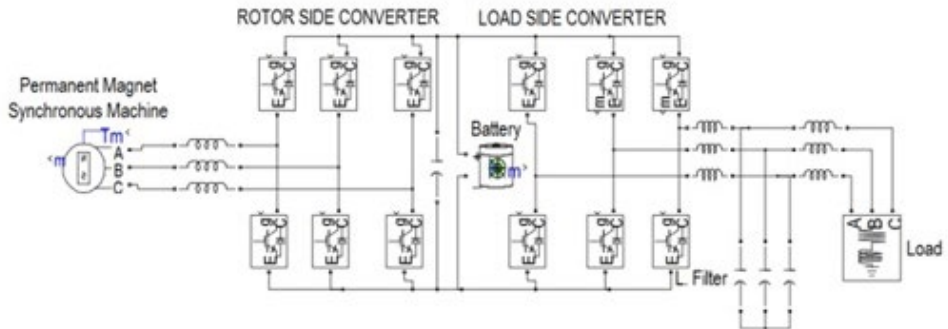 ROTOR SIDE CONVERTER
LOAD SIDE CONVERTER
Permanent Magnet
Synchronous Machine
Tm
m
A
B
C
Battery
m
g C
E
g C
E
g C
E
g C
E
g C
m E
g C
m E
g C
E
g C
E
g C
E
g C
E
g C
E
g C
E
L. Filter
A B C
Load